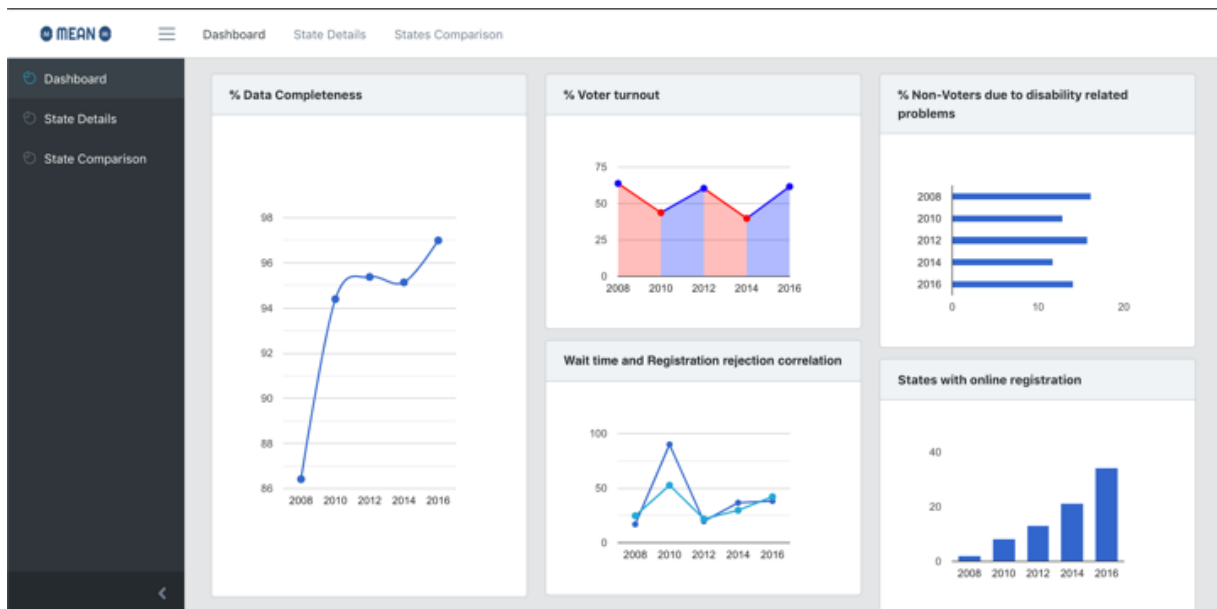 MEAN
Dashboard State Details States Comparison
Dashboard
State Details
State Comparison
% Data Completeness
98
96
94
92
90
88
86
2008 2010 2012 2014 2016
% Voter turnout
75
50
25
0
2008 2010 2012 2014 2016
Wait time and Registration rejection correlation
100
50
0
2008 2010 2012 2014 2016
% Non-Voters due to disability related
problems
2008
2010
2012
2014
2016
0 10 20
States with online registration
40
20
0
2008 2010 2012 2014 2016